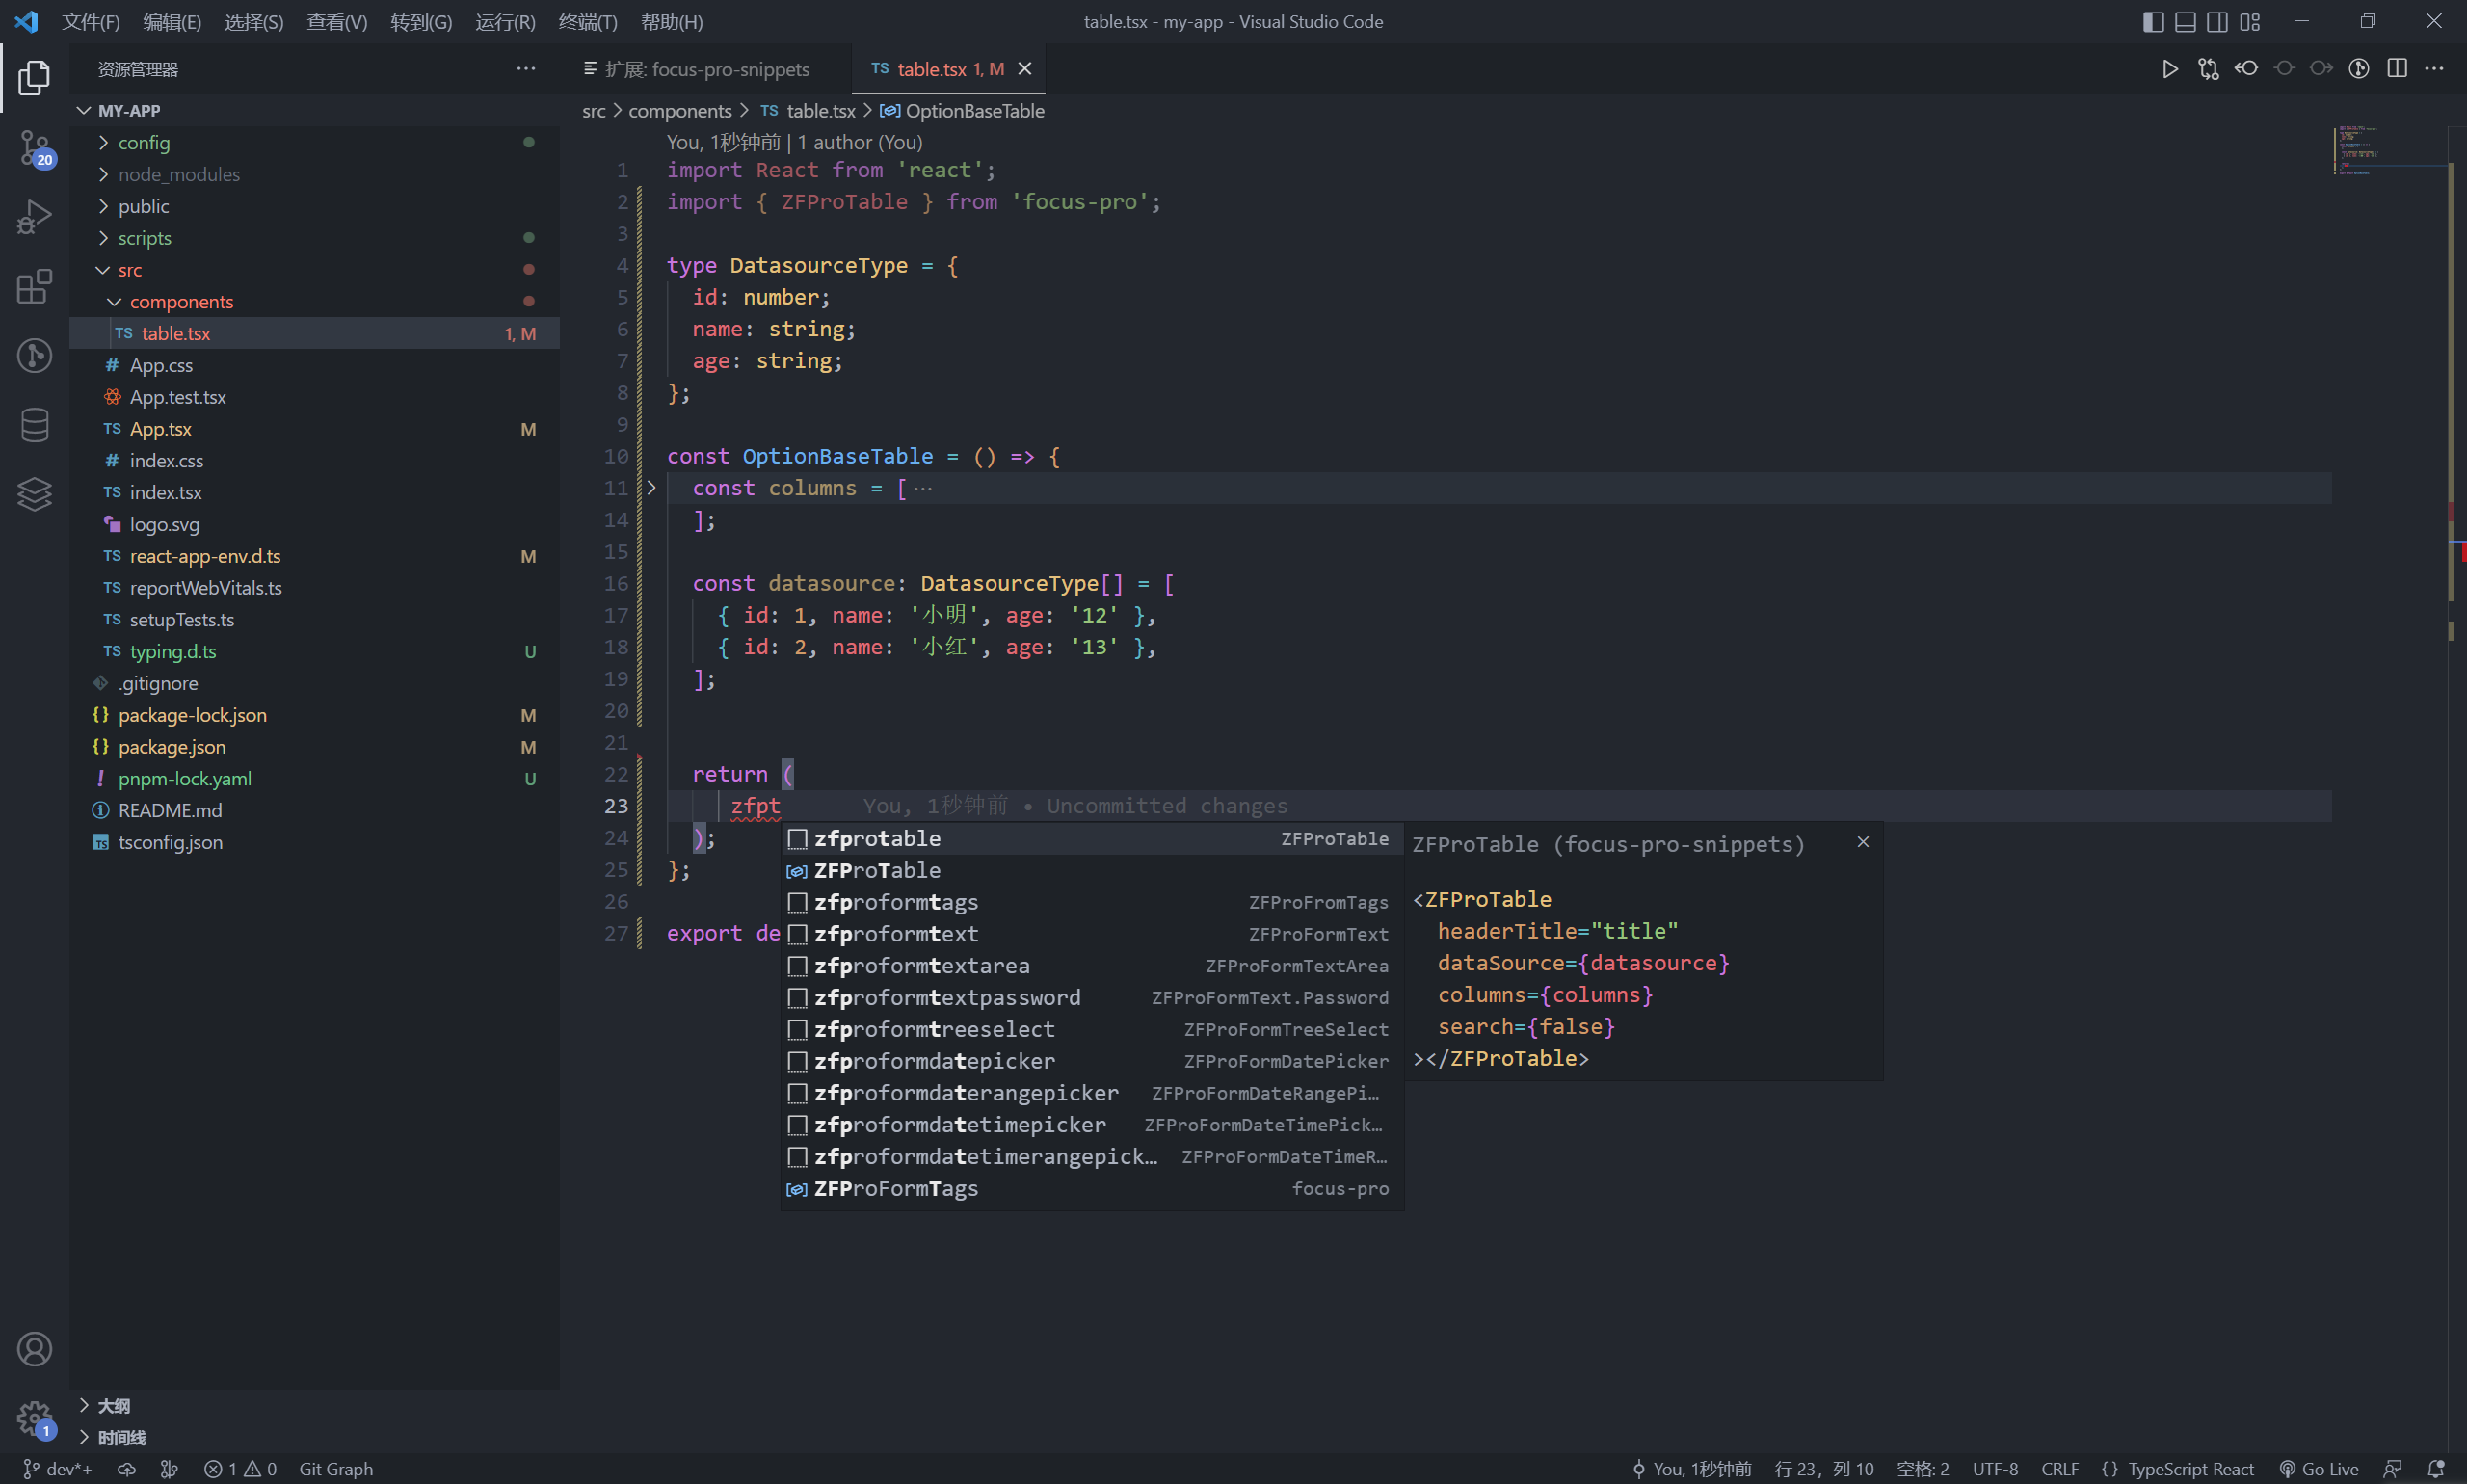 文件(F) 编辑(E) 选择(S) 查看(V) 转到(G) 运行(R) 终端(T) 帮助(H)
table.tsx - my-app - Visual Studio Code
资源管理器
MY-APP
config
node_modules
public
scripts
src
components
TS table.tsx 1, M
# App.css
App.test.tsx
TS App.tsx M
# index.css
TS index.tsx
logo.svg
TS react-app-env.d.ts M
TS reportWebVitals.ts
TS setupTests.ts
TS typing.d.ts U
.gitignore
{} package-lock.json M
{} package.json M
! pnpm-lock.yaml U
README.md
TS tsconfig.json
大纲
时间线
20
1
扩展: focus-pro-snippets
TS table.tsx 1, M
src > components > TS table.tsx > OptionBaseTable
You, 1秒钟前 | 1 author (You)
1 import React from 'react';
2 import { ZFProTable } from 'focus-pro';
3
4 type DatasourceType = {
5 id: number;
6 name: string;
7 age: string;
8 };
9
10 const OptionBaseTable = () => {
11 const columns = [ ···
14 ];
15
16 const datasource: DatasourceType[] = [
17 { id: 1, name: '小明', age: '12' },
18 { id: 2, name: '小红', age: '13' },
19 ];
20
21
22 return (
23 zfpt You, 1秒钟前 • Uncommitted changes
24 );
25 };
26
27 export de
zfprotable ZFProTable
ZFProTable
zfproformtags ZFProFromTags
zfproformtext ZFProFormText
zfproformtextarea ZFProFormTextArea
zfproformtextpassword ZFProFormText.Password
zfproformtreeselect ZFProFormTreeSelect
zfproformdatepicker ZFProFormDatePicker
zfproformdaterangepicker ZFProFormDateRangePi…
zfproformdatetimepicker ZFProFormDateTimePick…
zfproformdatetimerangepick… ZFProFormDateTimeR…
ZFProFormTags focus-pro
ZFProTable (focus-pro-snippets)
<ZFProTable
headerTitle="title"
dataSource={datasource}
columns={columns}
search={false}
></ZFProTable>
dev*+ 1 0 Git Graph
You, 1秒钟前 行 23，列 10 空格: 2 UTF-8 CRLF {} TypeScript React Go Live